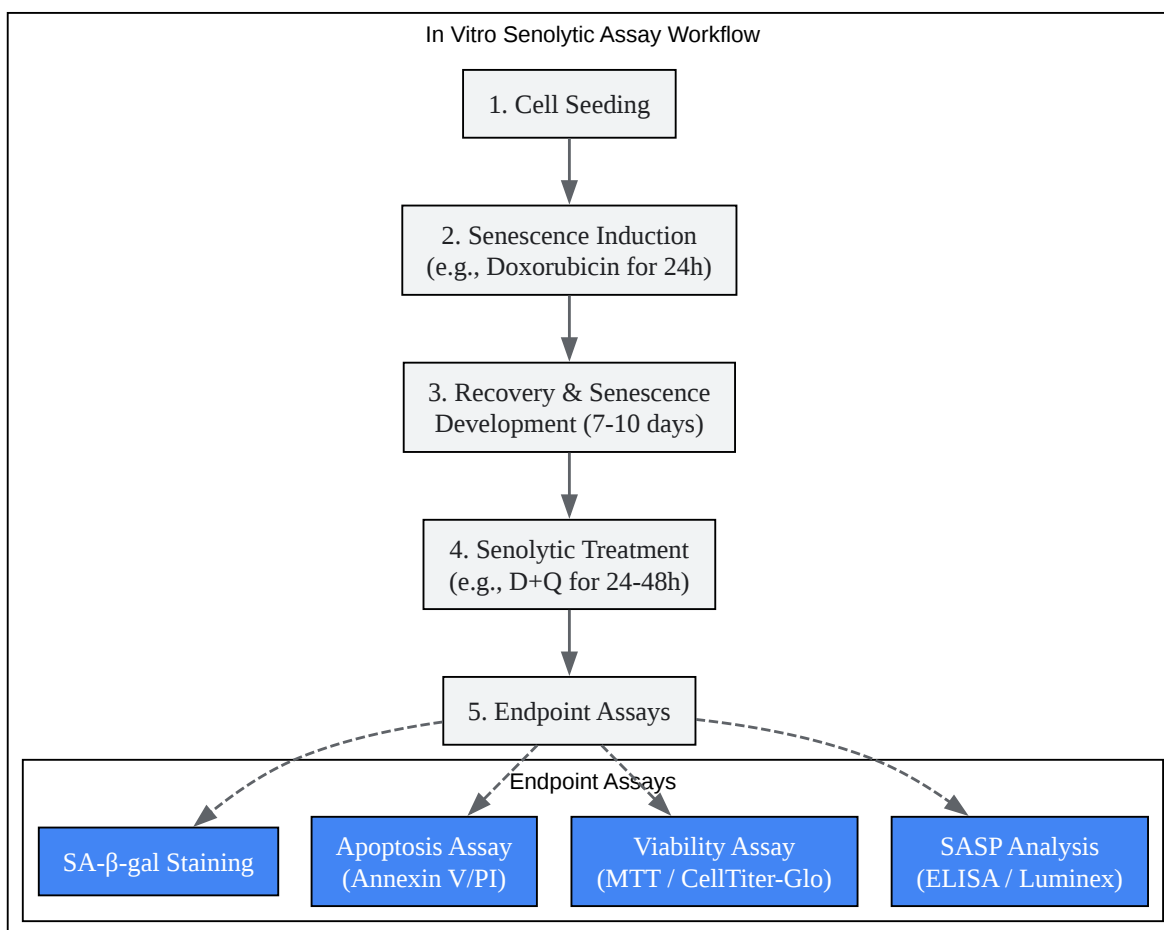 In Vitro Senolytic Assay Workflow
1. Cell Seeding
2. Senescence Induction
(e.g., Doxorubicin for 24h)
3. Recovery & Senescence
Development (7-10 days)
4. Senolytic Treatment
(e.g., D+Q for 24-48h)
5. Endpoint Assays
Endpoint Assays
SA-β-gal Staining
Apoptosis Assay
(Annexin V/PI)
Viability Assay
(MTT / CellTiter-Glo)
SASP Analysis
(ELISA / Luminex)